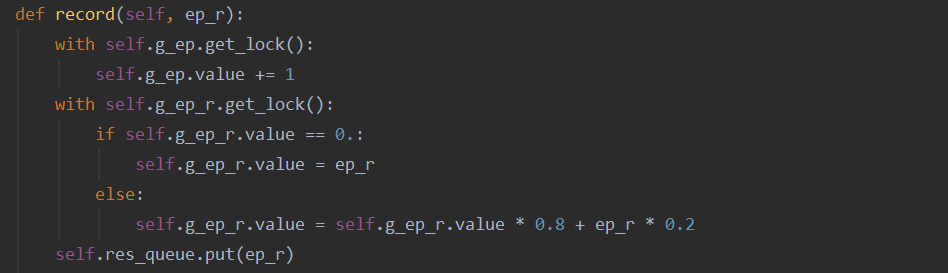 def record(self, ep_r):
    with self.g_ep.get_lock():
        self.g_ep.value += 1
    with self.g_ep_r.get_lock():
        if self.g_ep_r.value == 0.:
            self.g_ep_r.value = ep_r
        else:
            self.g_ep_r.value = self.g_ep_r.value * 0.8 + ep_r * 0.2
    self.res_queue.put(ep_r)